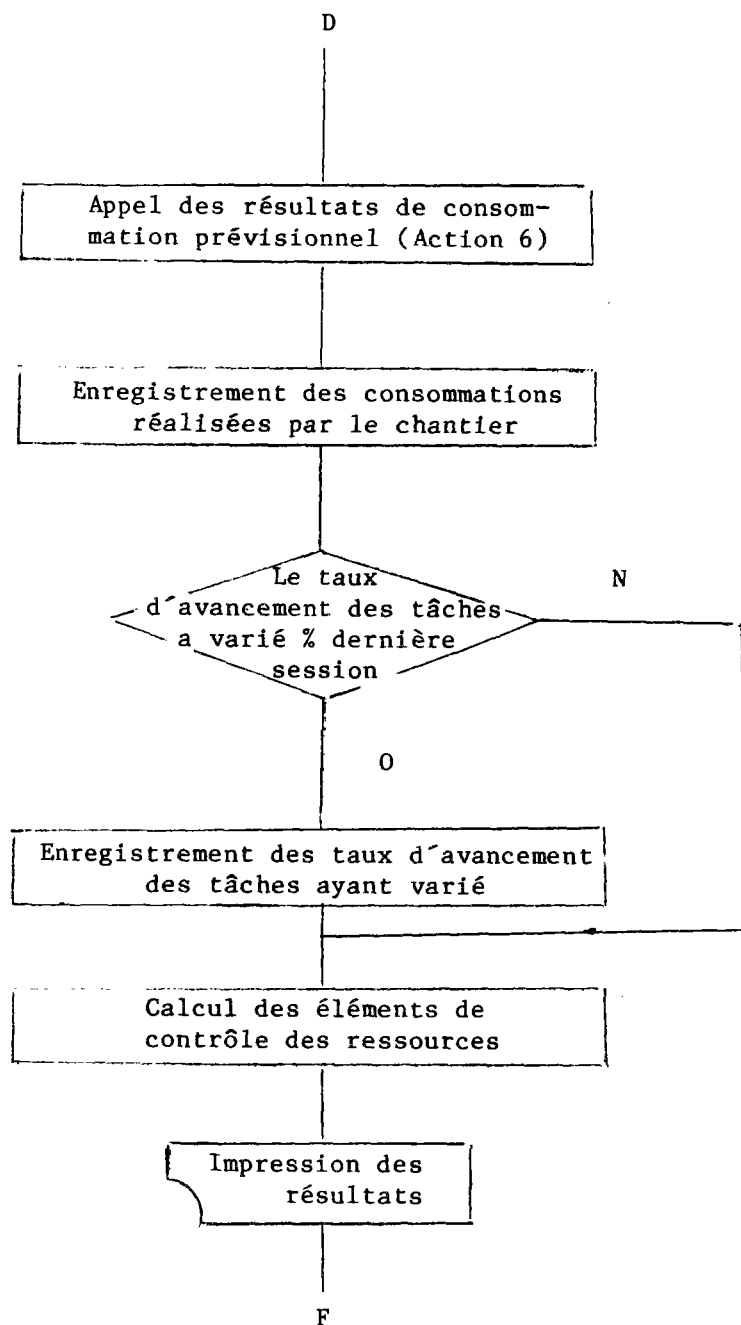 D
Appel des résultats de consom-
mation prévisionnel (Action 6)
Enregistrement des consommations
réalisées par le chantier
Le taux
d´avancement des tâches
a varié % dernière
session
N
O
Enregistrement des taux d´avancement
des tâches ayant varié
Calcul des éléments de
contrôle des ressources
Impression des
résultats
F